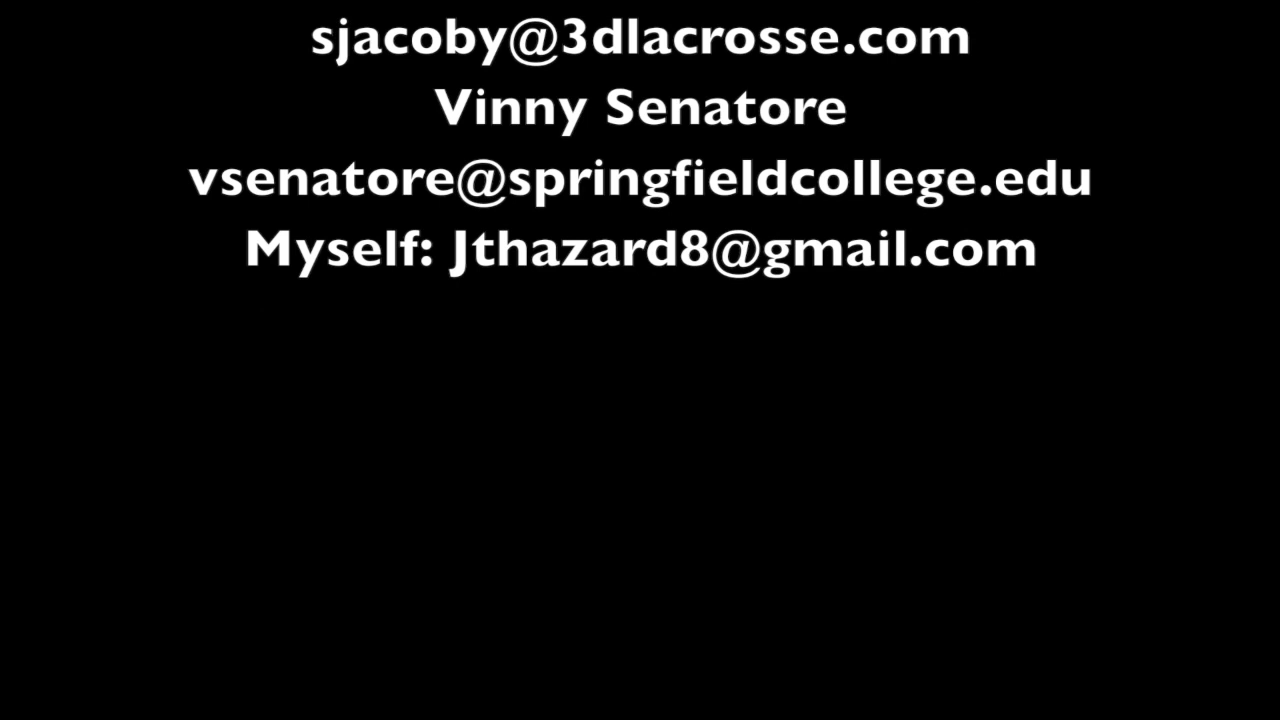 sjacoby@3dlacrosse.com
Vinny Senatore
vsenatore@springfieldcollege.edu
Myself: Jthazard8@gmail.com